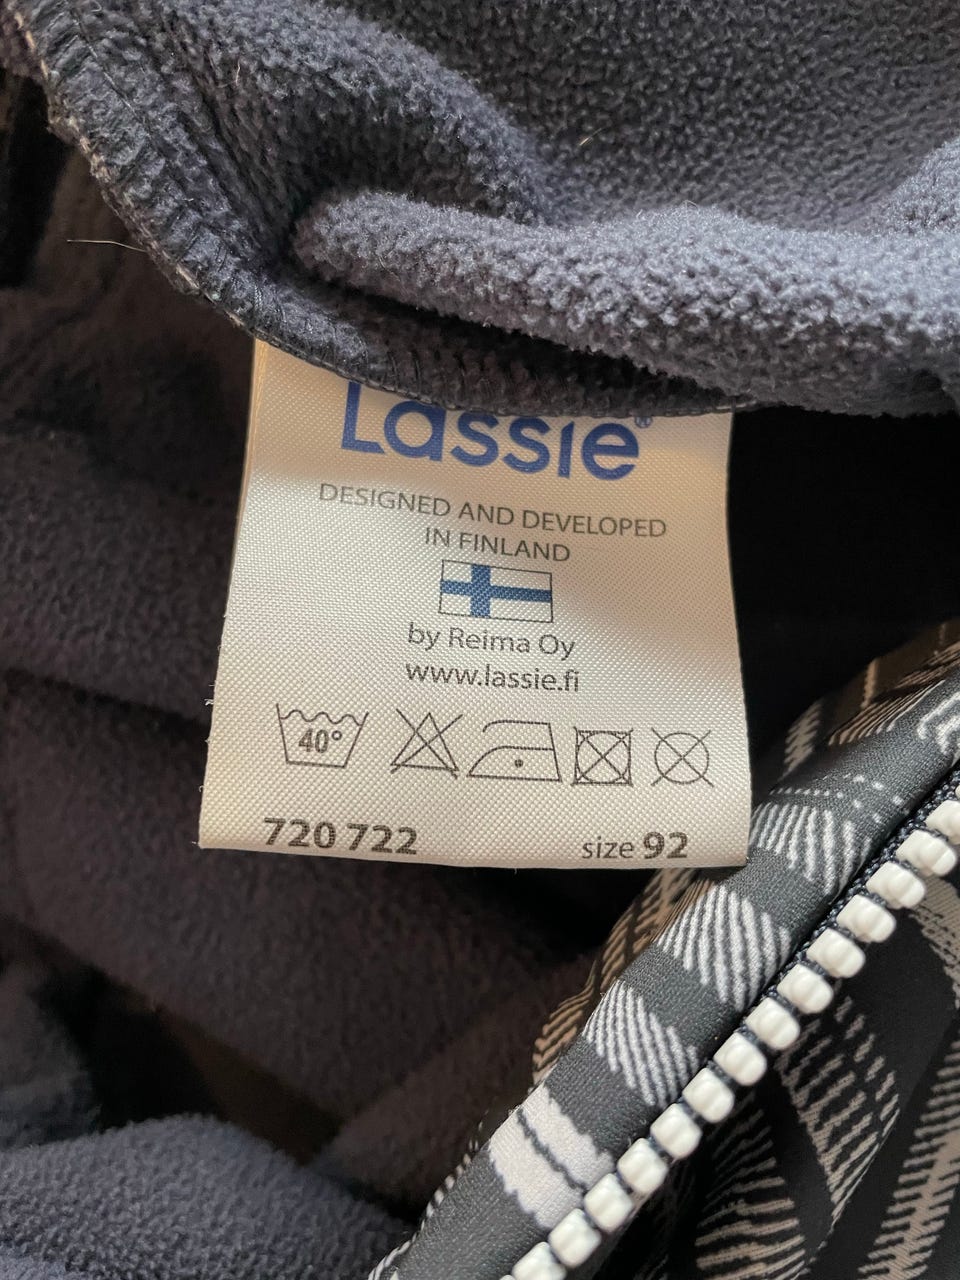 Lassie®
DESIGNED AND DEVELOPED
IN FINLAND
by Reima Oy
www.lassie.fi
40°
720 722 size 92